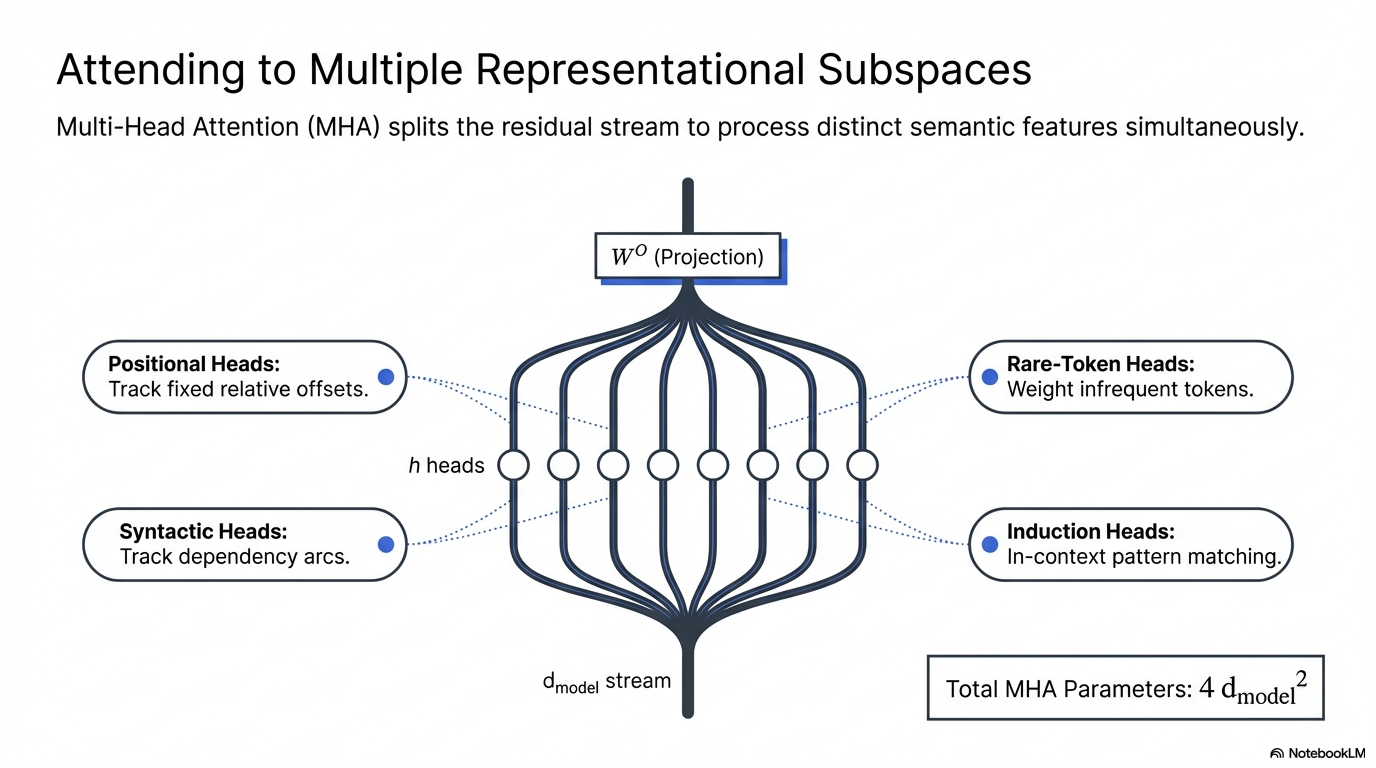 Attending to Multiple Representational Subspaces
Multi-Head Attention (MHA) splits the residual stream to process distinct semantic features simultaneously.
W^O (Projection)
Positional Heads:
Track fixed relative offsets.
Rare-Token Heads:
Weight infrequent tokens.
h heads
Syntactic Heads:
Track dependency arcs.
Induction Heads:
In-context pattern matching.
d_model stream
Total MHA Parameters: 4 d_model^2
NotebookLM